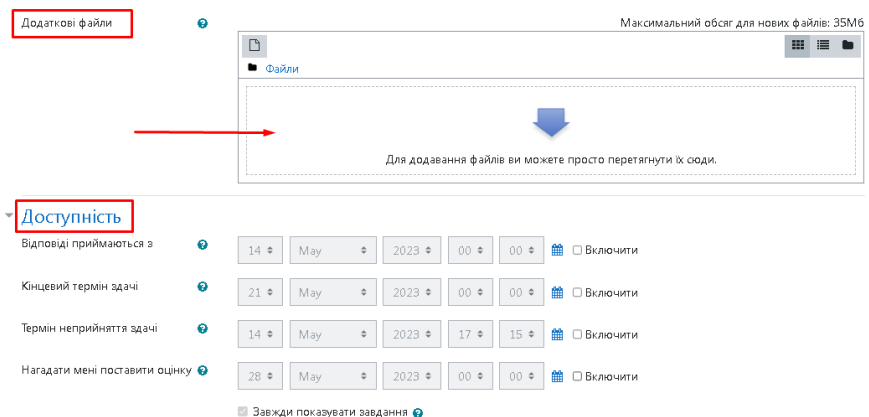 Додаткові файли Максимальний обсяг для нових файлів: 35Мб
Файли
Для додавання файлів ви можете просто перетягнути їх сюди.
Доступність
Відповіді приймаються з 14 May 2023 00 00 Включити
Кінцевий термін здачі 21 May 2023 00 00 Включити
Термін неприйняття здачі 14 May 2023 17 15 Включити
Нагадати мені поставити оцінку 28 May 2023 00 00 Включити
Завжди показувати завдання